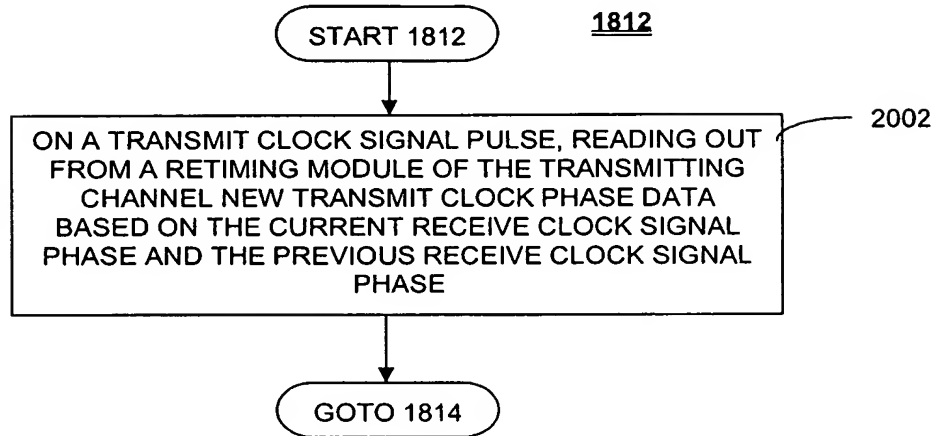 START 1812
1812
ON A TRANSMIT CLOCK SIGNAL PULSE, READING OUT
FROM A RETIMING MODULE OF THE TRANSMITTING
CHANNEL NEW TRANSMIT CLOCK PHASE DATA
BASED ON THE CURRENT RECEIVE CLOCK SIGNAL
PHASE AND THE PREVIOUS RECEIVE CLOCK SIGNAL
PHASE
2002
GOTO 1814